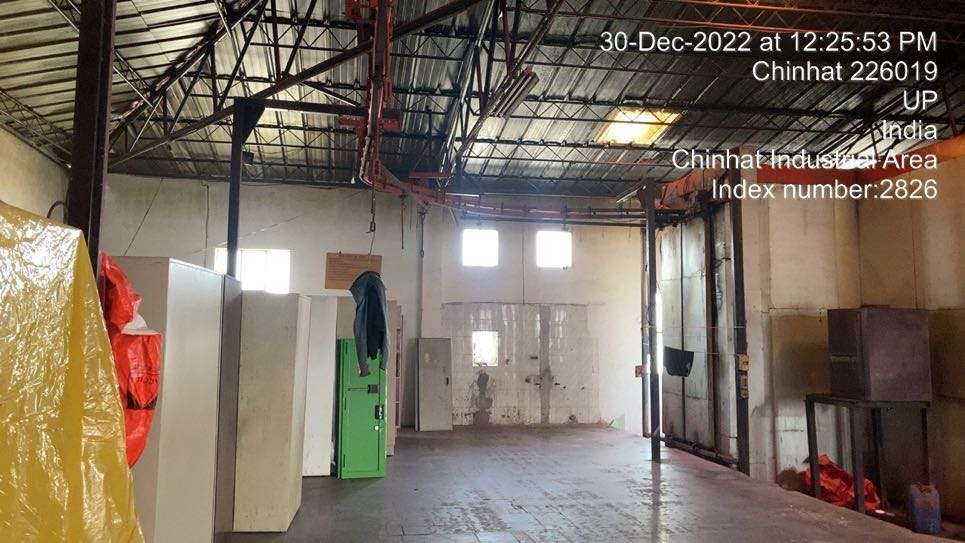 30-Dec-2022 at 12:25:53 PM
Chinhat 226019
UP
India
Chinhat Industrial Area
Index number:2826